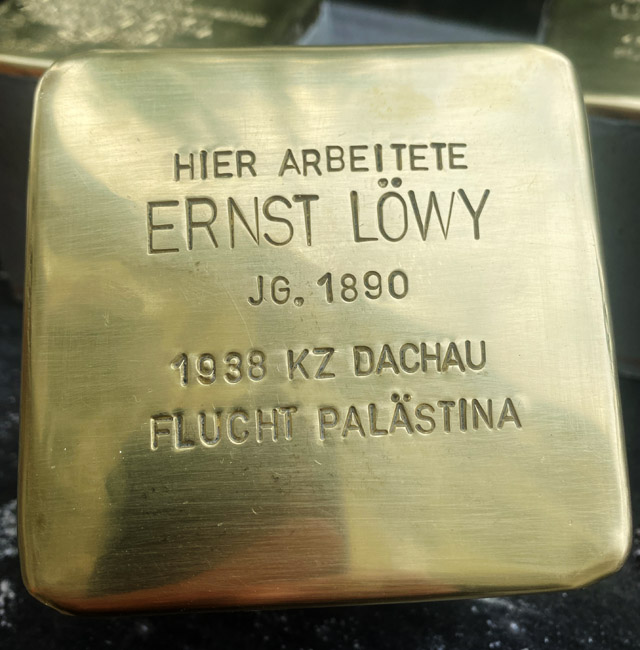 HIER ARBEITETE
ERNST LÖWY
JG. 1890
1938 KZ DACHAU
FLUCHT PALÄSTINA